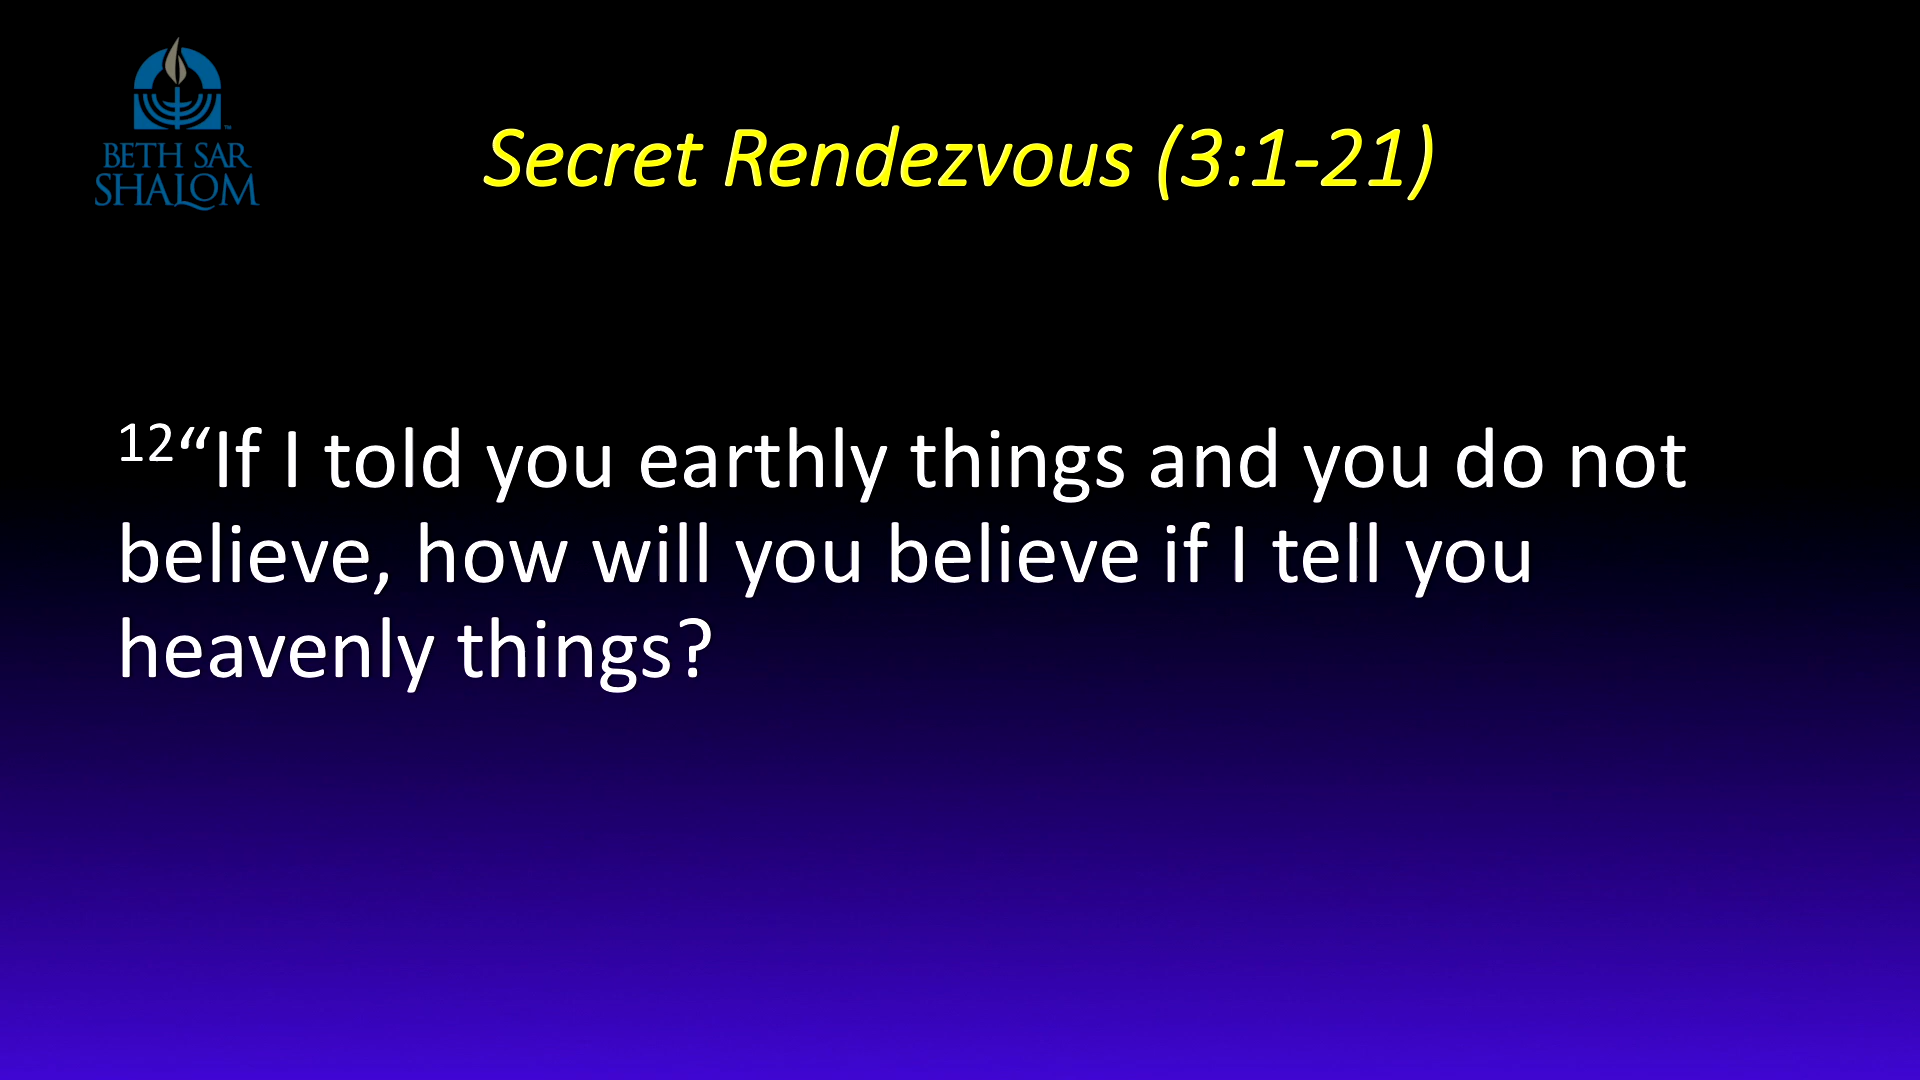 BETH SAR
SHALOM
™
Secret Rendezvous (3:1-21)
12“If I told you earthly things and you do not
believe, how will you believe if I tell you
heavenly things?